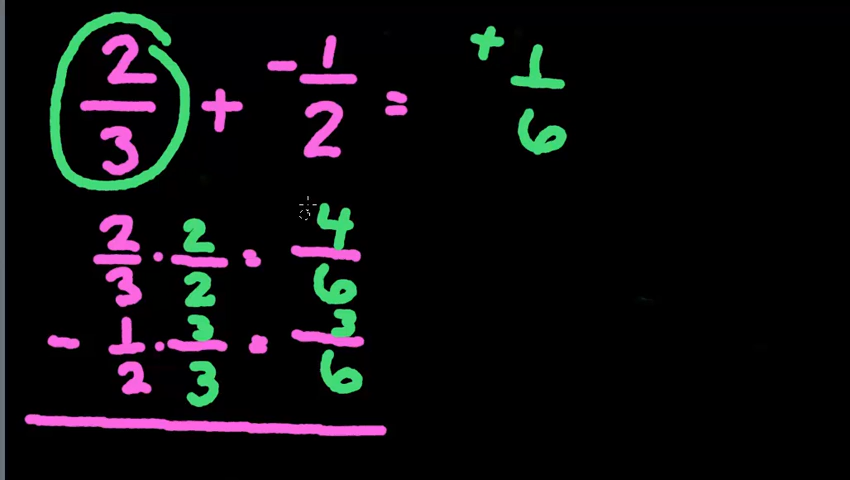 2/3 + -1/2 = + 1/6
2/3 · 2/2 = 4/6
- 1/2 · 3/3 = 3/6